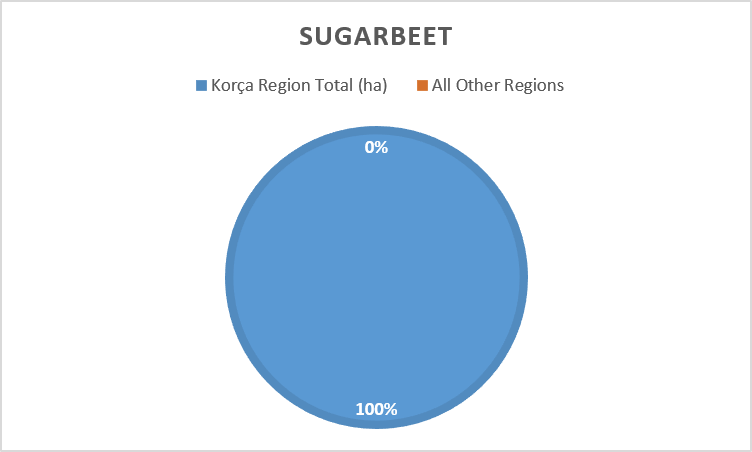 SUGARBEET
Korça Region Total (ha) All Other Regions
0%
100%